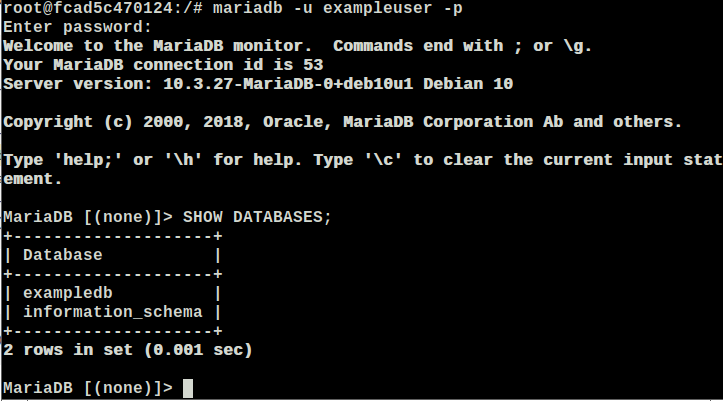 root@fcad5c470124:/# mariadb -u exampleuser -p
Enter password:
Welcome to the MariaDB monitor.  Commands end with ; or \g.
Your MariaDB connection id is 53
Server version: 10.3.27-MariaDB-0+deb10u1 Debian 10

Copyright (c) 2000, 2018, Oracle, MariaDB Corporation Ab and others.

Type 'help;' or '\h' for help. Type '\c' to clear the current input stat
ement.

MariaDB [(none)]> SHOW DATABASES;
+--------------------+
| Database           |
+--------------------+
| exampledb          |
| information_schema |
+--------------------+
2 rows in set (0.001 sec)

MariaDB [(none)]>